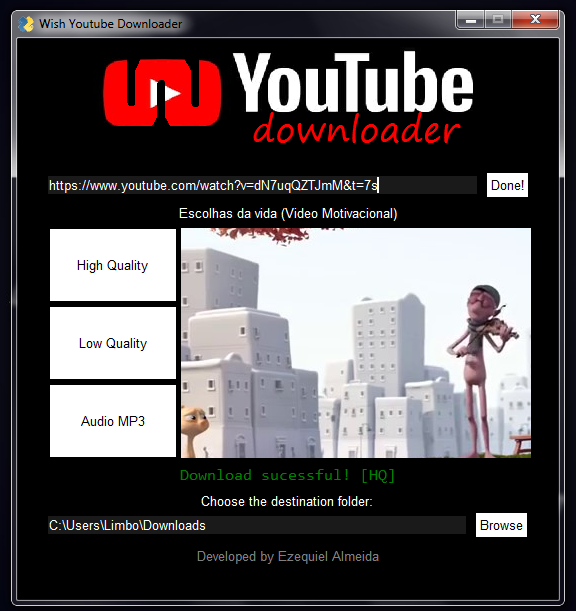 Wish Youtube Downloader
YouTube
downloader
https://www.youtube.com/watch?v=dN7uqQZTJmM&t=7s
Done!
Escolhas da vida (Video Motivacional)
High Quality
Low Quality
Audio MP3
Download sucessful! [HQ]
Choose the destination folder:
C:\Users\Limbo\Downloads
Browse
Developed by Ezequiel Almeida